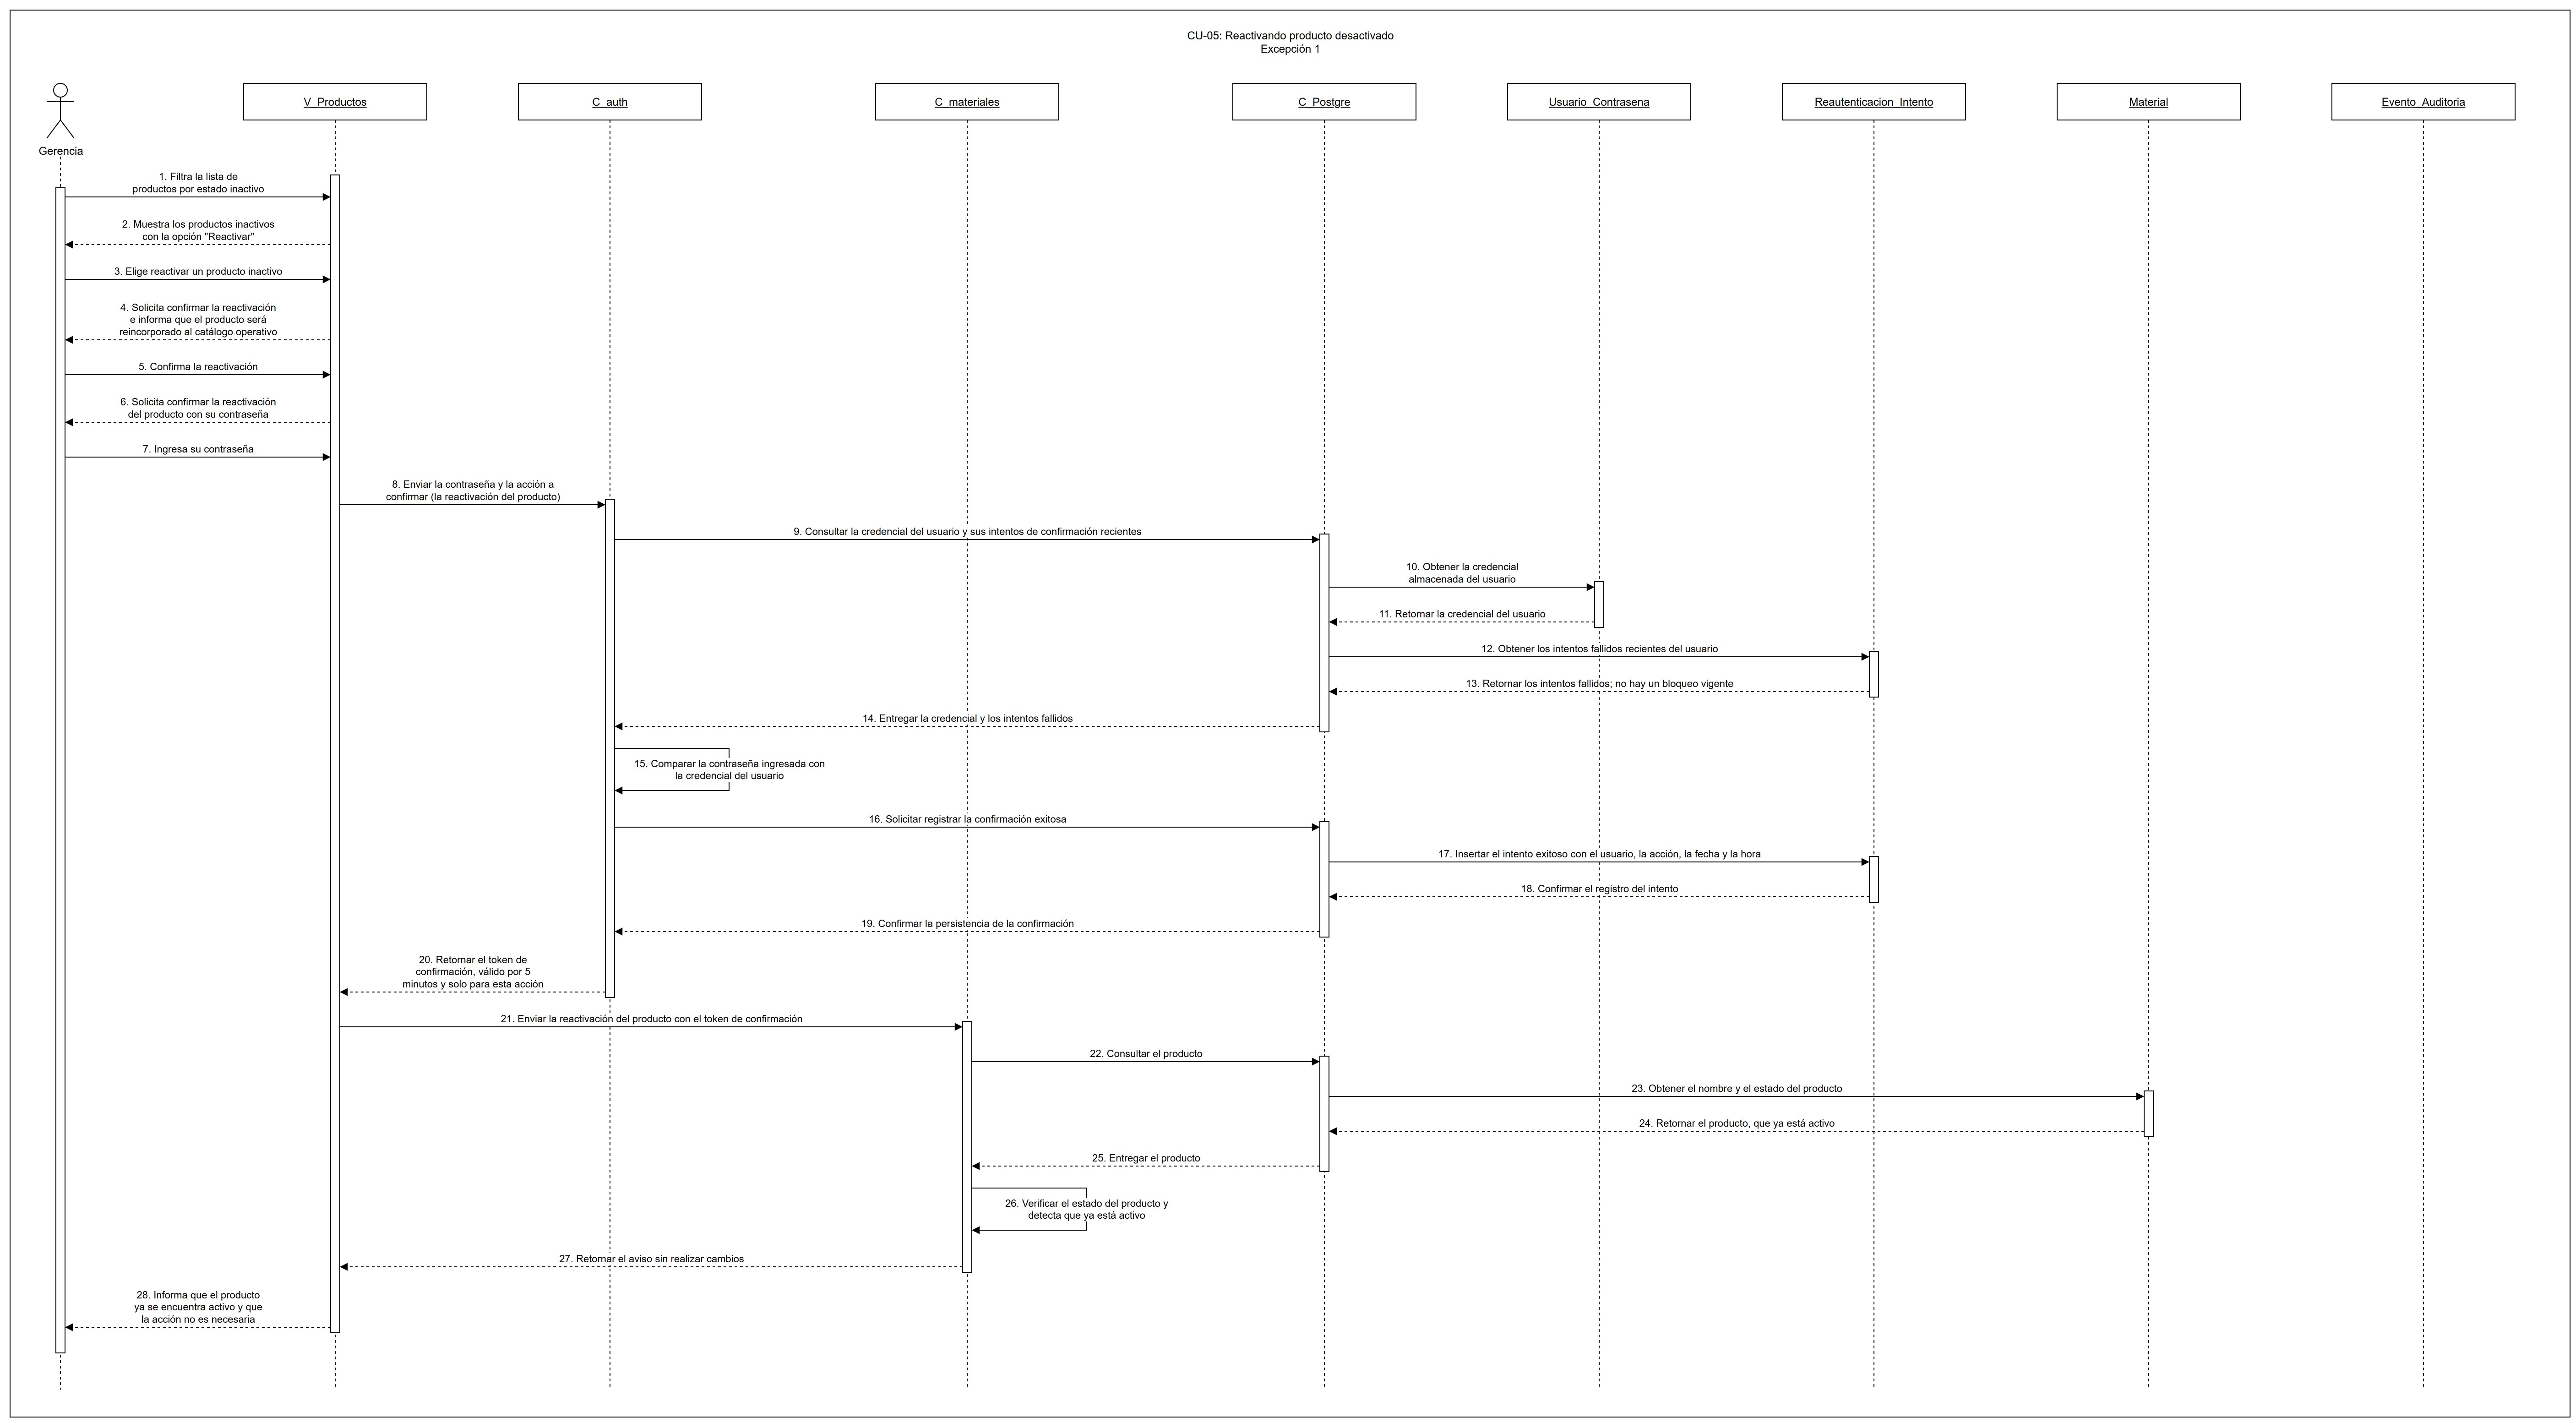 CU-05: Reactivando producto desactivado
Excepción 1
Gerencia
V_Productos
C_auth
C_materiales
C_Postgre
Usuario_Contrasena
Reautenticacion_Intento
Material
Evento_Auditoria
1. Filtra la lista de
productos por estado inactivo
2. Muestra los productos inactivos
con la opción "Reactivar"
3. Elige reactivar un producto inactivo
4. Solicita confirmar la reactivación
e informa que el producto será
reincorporado al catálogo operativo
5. Confirma la reactivación
6. Solicita confirmar la reactivación
del producto con su contraseña
7. Ingresa su contraseña
8. Enviar la contraseña y la acción a
confirmar (la reactivación del producto)
9. Consultar la credencial del usuario y sus intentos de confirmación recientes
10. Obtener la credencial
almacenada del usuario
11. Retornar la credencial del usuario
12. Obtener los intentos fallidos recientes del usuario
13. Retornar los intentos fallidos; no hay un bloqueo vigente
14. Entregar la credencial y los intentos fallidos
15. Comparar la contraseña ingresada con
la credencial del usuario
16. Solicitar registrar la confirmación exitosa
17. Insertar el intento exitoso con el usuario, la acción, la fecha y la hora
18. Confirmar el registro del intento
19. Confirmar la persistencia de la confirmación
20. Retornar el token de
confirmación, válido por 5
minutos y solo para esta acción
21. Enviar la reactivación del producto con el token de confirmación
22. Consultar el producto
23. Obtener el nombre y el estado del producto
24. Retornar el producto, que ya está activo
25. Entregar el producto
26. Verificar el estado del producto y
detecta que ya está activo
27. Retornar el aviso sin realizar cambios
28. Informa que el producto
ya se encuentra activo y que
la acción no es necesaria